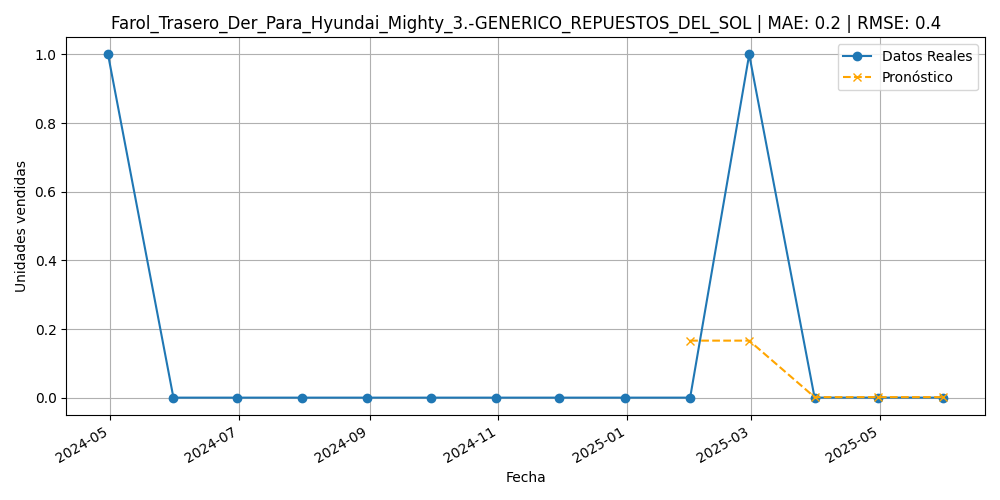 Farol_Trasero_Der_Para_Hyundai_Mighty_3.-GENERICO_REPUESTOS_DEL_SOL | MAE: 0.2 | RMSE: 0.4
Datos Reales
Pronóstico
Unidades vendidas
1.0
0.8
0.6
0.4
0.2
0.0
2024-05
2024-07
2024-09
2024-11
2025-01
2025-03
2025-05
Fecha